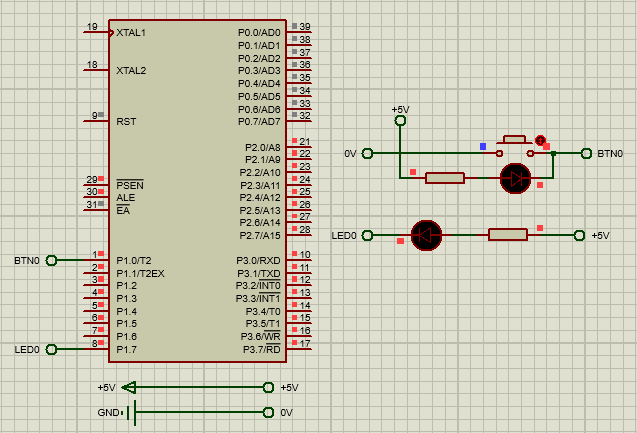 19 XTAL1 P0.0/AD0 39
P0.1/AD1 38
P0.2/AD2 37
18 XTAL2 P0.3/AD3 36
P0.4/AD4 35
P0.5/AD5 34
P0.6/AD6 33
9 RST P0.7/AD7 32
P2.0/A8 21
P2.1/A9 22
P2.2/A10 23
29 PSEN P2.3/A11 24
30 ALE P2.4/A12 25
31 EA P2.5/A13 26
P2.6/A14 27
P2.7/A15 28
BTN0 1 P1.0/T2 P3.0/RXD 10
2 P1.1/T2EX P3.1/TXD 11
3 P1.2 P3.2/INT0 12
4 P1.3 P3.3/INT1 13
5 P1.4 P3.4/T0 14
6 P1.5 P3.5/T1 15
7 P1.6 P3.6/WR 16
LED0 8 P1.7 P3.7/RD 17
+5V +5V
GND 0V
+5V
0V BTN0
LED0 +5V